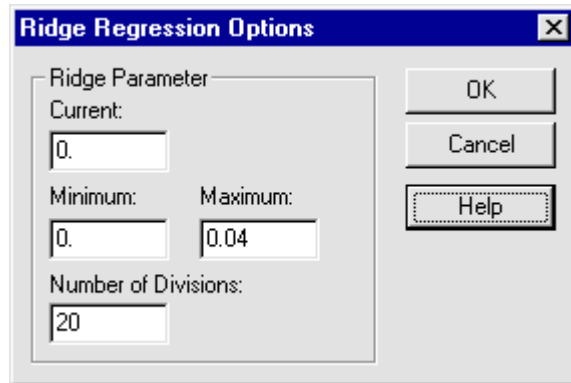 Ridge Regression Options
Ridge Parameter
Current:
0.
Minimum: Maximum:
0. 0.04
Number of Divisions:
20
OK
Cancel
Help